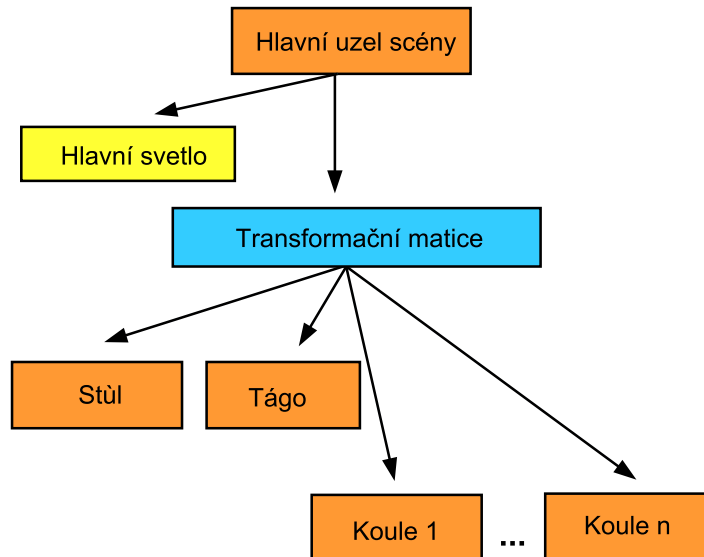 Hlavní uzel scény
Hlavní svetlo
Transformační matice
Stùl
Tágo
Koule 1
...
Koule n